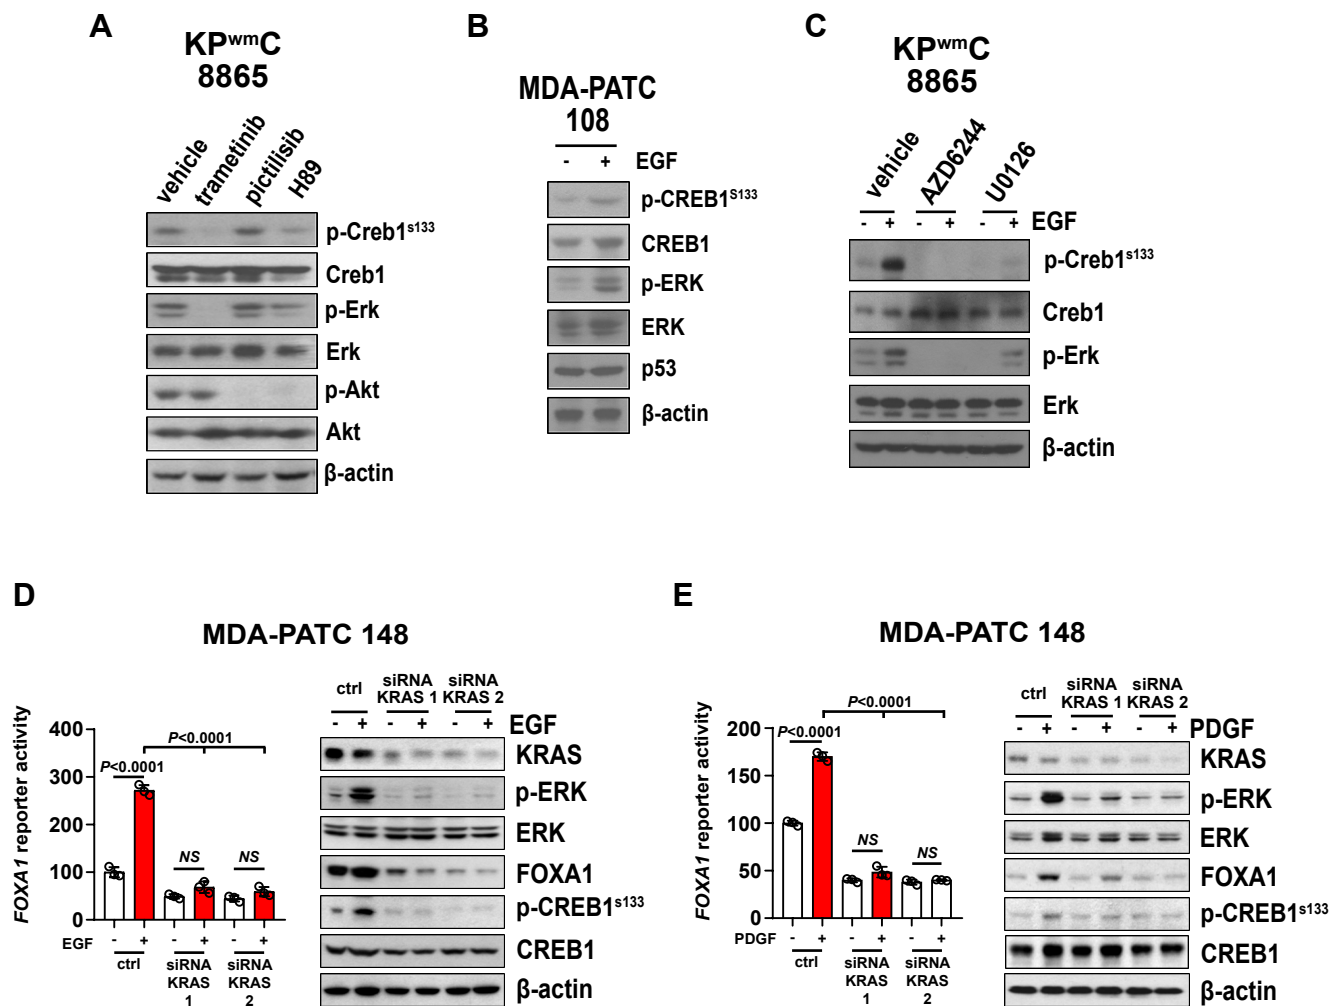 A
KPwmC
8865
vehicle
trametinib
pictilisib
H89
p-Creb1s133
Creb1
p-Erk
Erk
p-Akt
Akt
β-actin
B
MDA-PATC
108
- + EGF
p-CREB1S133
CREB1
p-ERK
ERK
p53
β-actin
C
KPwmC
8865
vehicle
AZD6244
U0126
- + - + - + EGF
p-Creb1s133
Creb1
p-Erk
Erk
β-actin
D
MDA-PATC 148
FOXA1 reporter activity
400
300
200
100
0
P<0.0001
P<0.0001
NS
NS
EGF - + - + - +
ctrl
siRNA
KRAS
1
siRNA
KRAS
2
ctrl
siRNA
KRAS 1
siRNA
KRAS 2
- + - + - + EGF
KRAS
p-ERK
ERK
FOXA1
p-CREB1s133
CREB1
β-actin
E
MDA-PATC 148
FOXA1 reporter activity
200
150
100
50
0
P<0.0001
P<0.0001
NS
NS
PDGF - + - + - +
ctrl
siRNA
KRAS
1
siRNA
KRAS
2
ctrl
siRNA
KRAS 1
siRNA
KRAS 2
- + - + - + PDGF
KRAS
p-ERK
ERK
FOXA1
p-CREB1s133
CREB1
β-actin